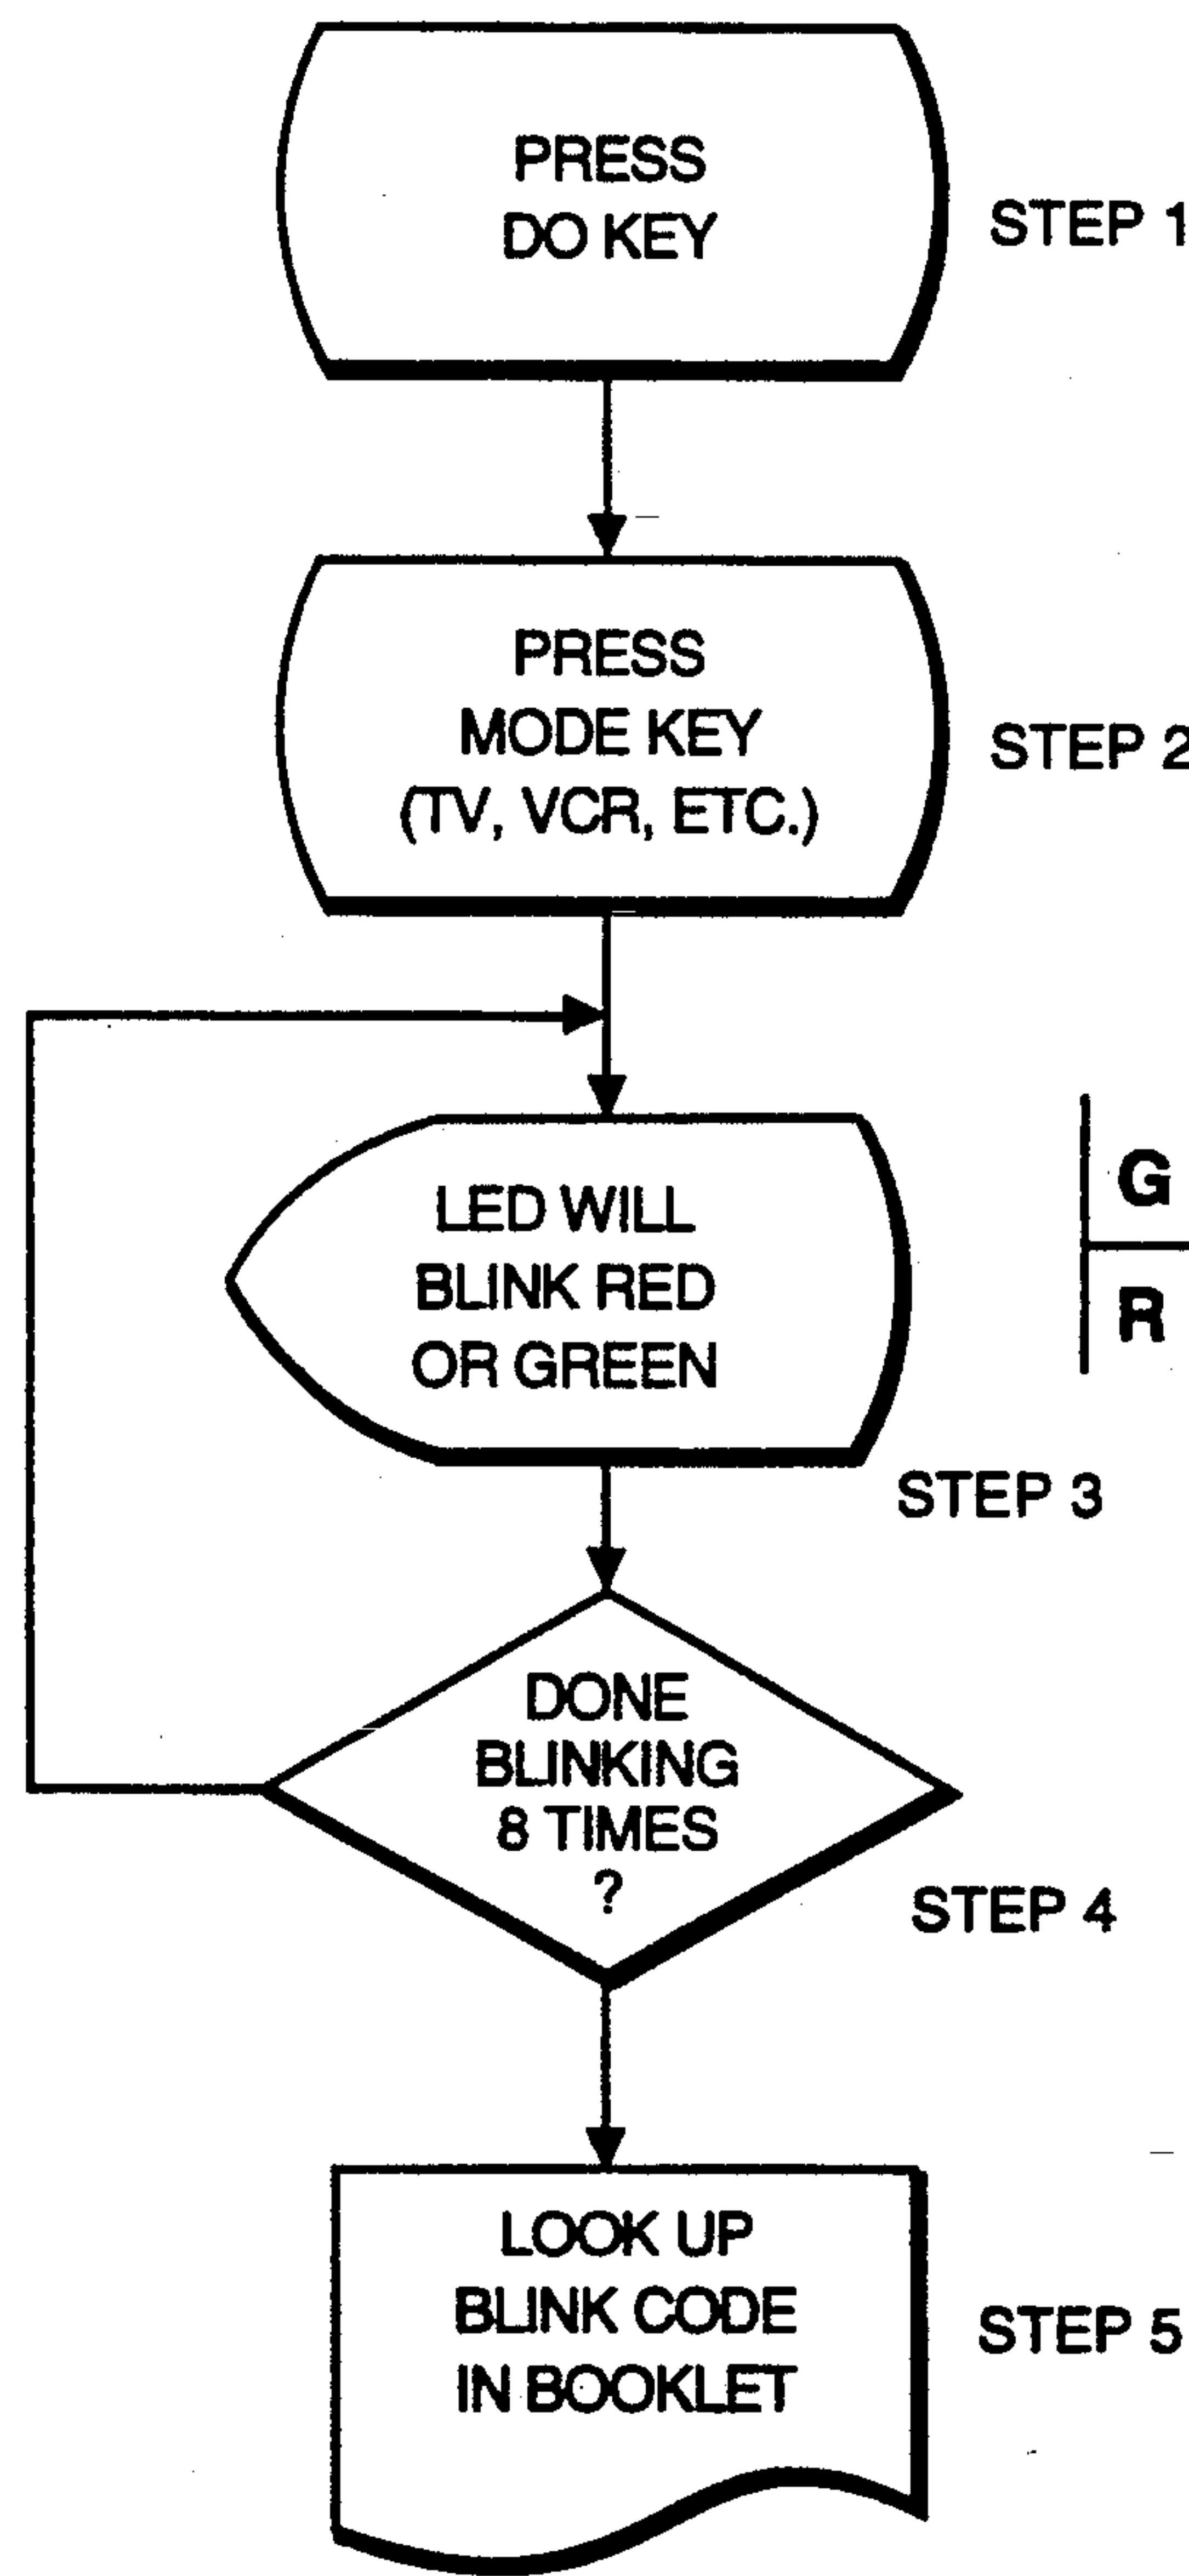 PRESS
DO KEY
STEP 1
PRESS
MODE KEY
(TV, VCR, ETC.)
STEP 2
LED WILL
BLINK RED
OR GREEN
G
R
STEP 3
DONE
BLINKING
8 TIMES
?
STEP 4
LOOK UP
BLINK CODE
IN BOOKLET
STEP 5